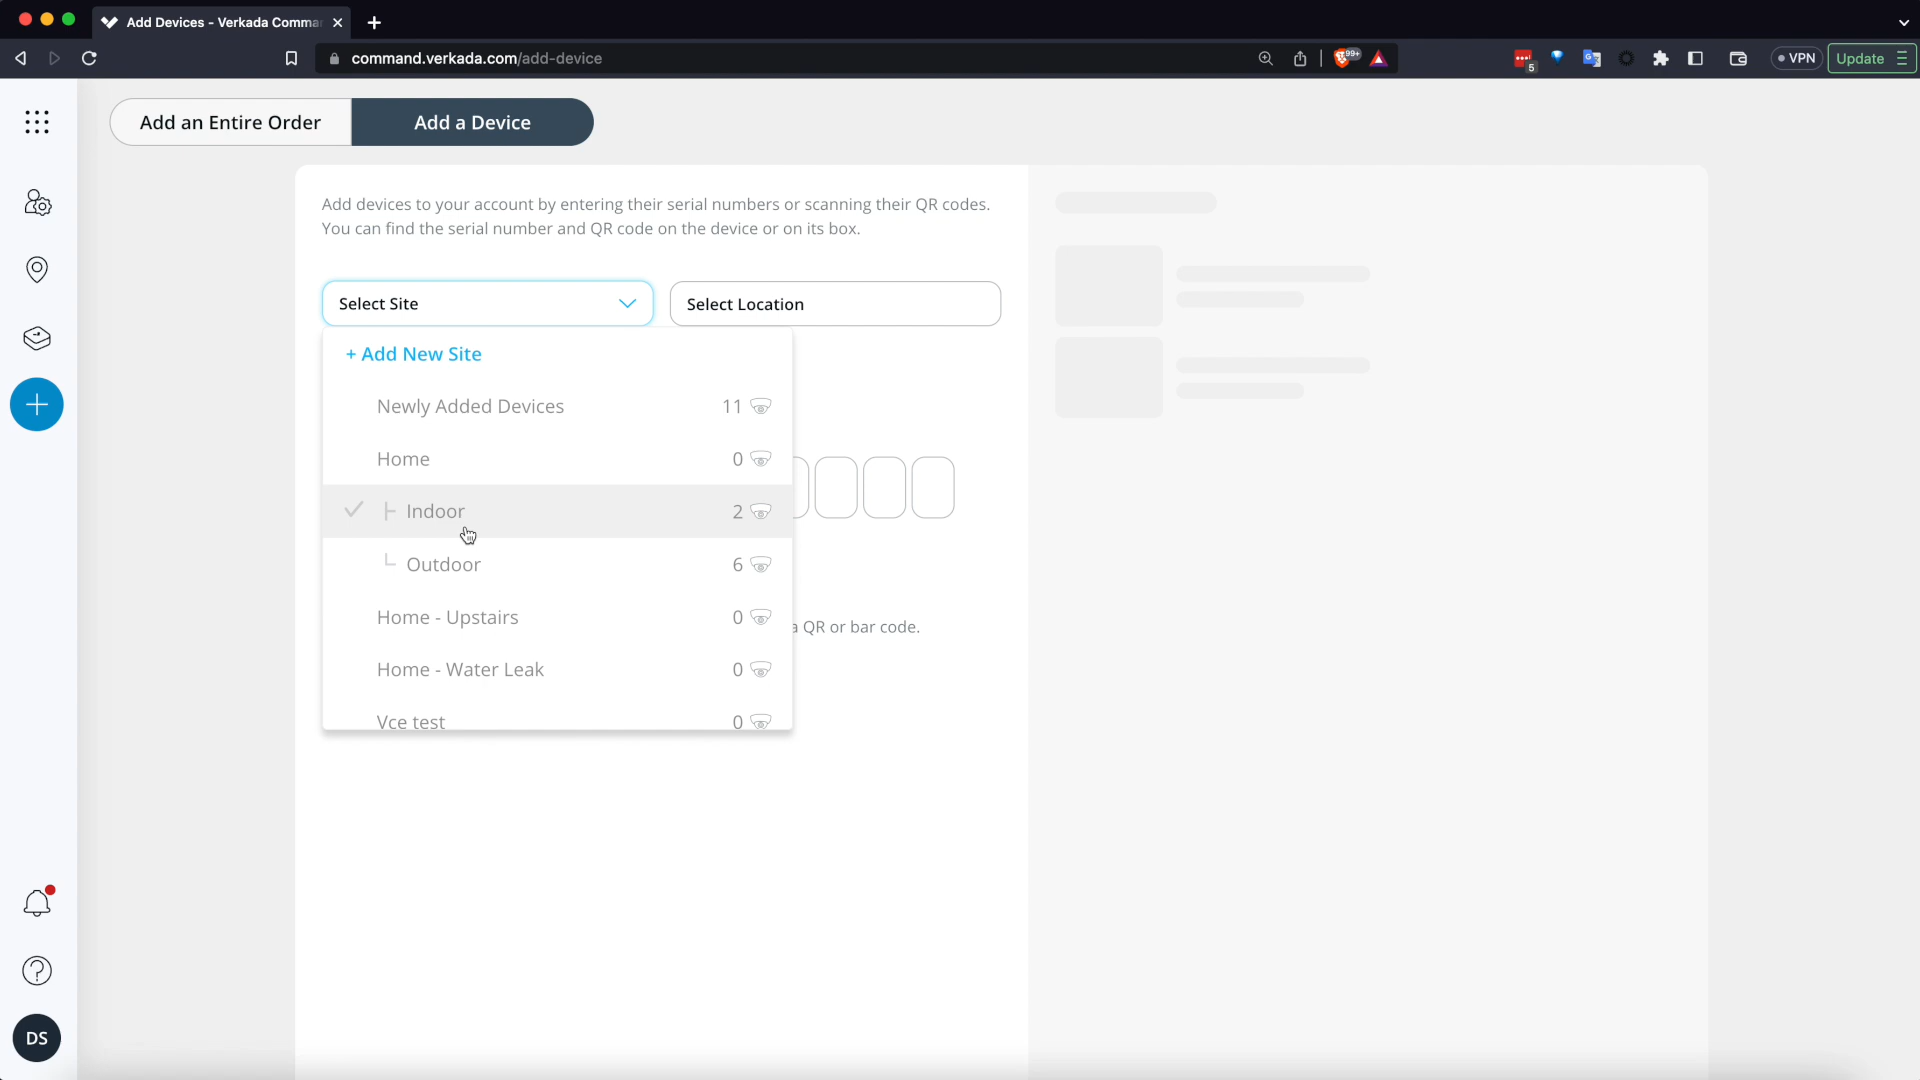 Add Devices - Verkada Comma
command.verkada.com/add-device
99+
5
VPN
Update
Add an Entire Order
Add a Device
Add devices to your account by entering their serial numbers or scanning their QR codes.
You can find the serial number and QR code on the device or on its box.
Select Site
Select Location
+ Add New Site
Newly Added Devices 11
Home 0
Indoor 2
Outdoor 6
Home - Upstairs 0
a QR or bar code.
Home - Water Leak 0
Vce test 0
DS